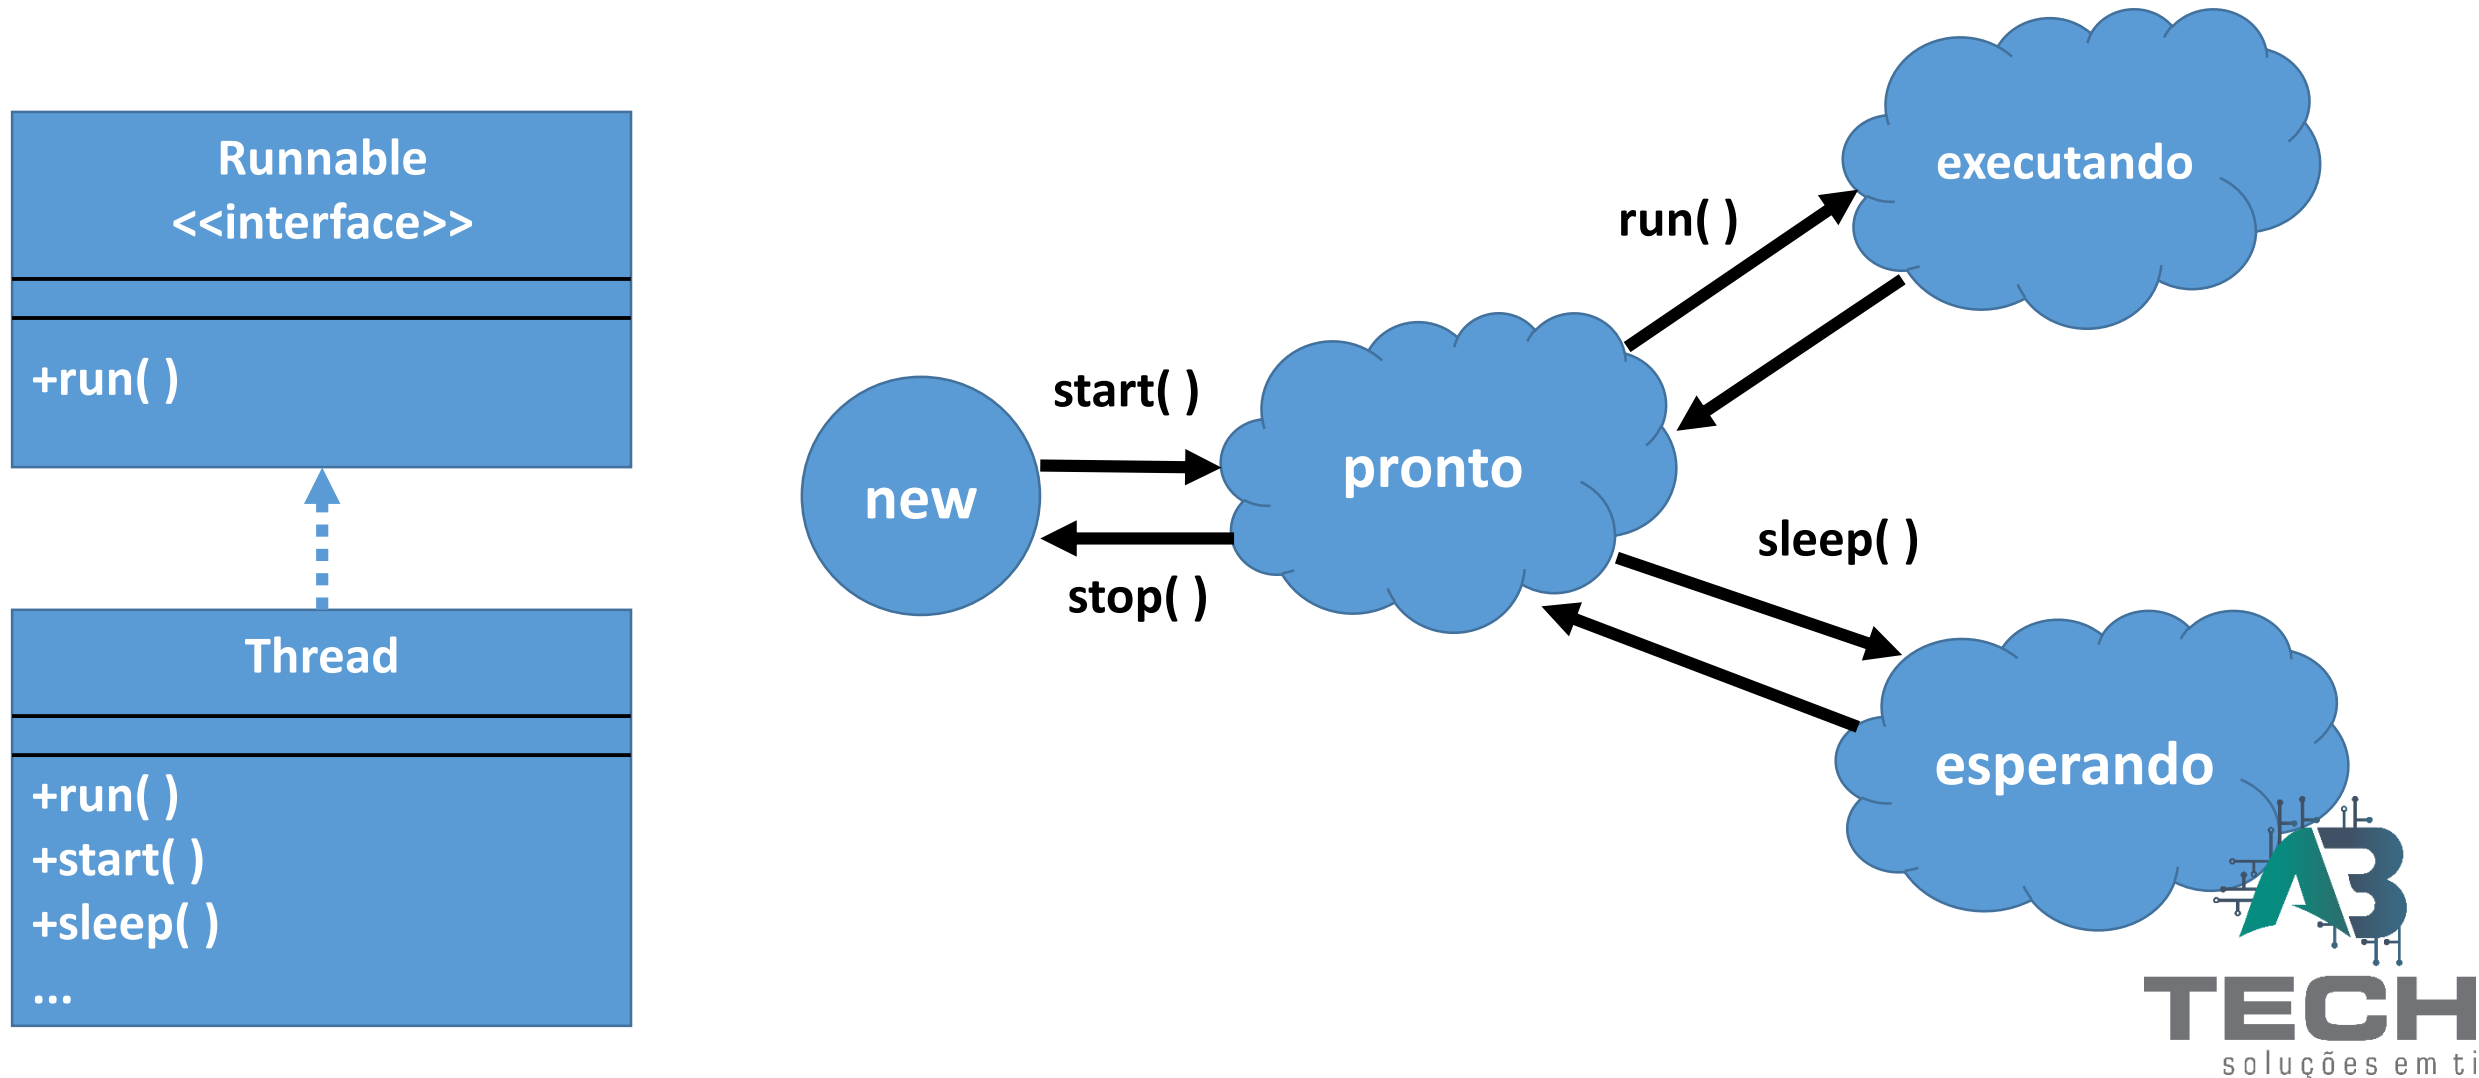 Runnable
<<interface>>
+run( )
Thread
+run( )
+start( )
+sleep( )
...
new
start( )
stop( )
pronto
run( )
executando
sleep( )
esperando
AB
TECH
soluções em ti